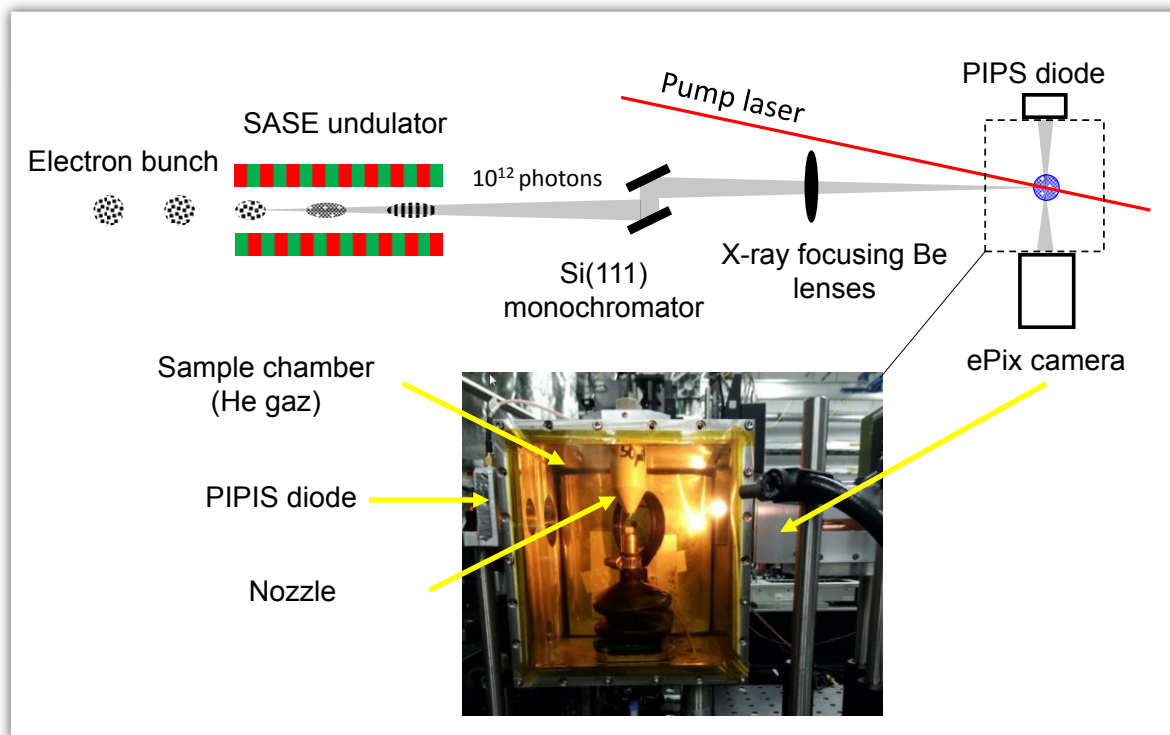 PIPS diode
Pump laser
SASE undulator
Electron bunch
10¹² photons
X-ray focusing Be
lenses
Si(111)
monochromator
ePix camera
Sample chamber
(He gaz)
PIPIS diode
Nozzle